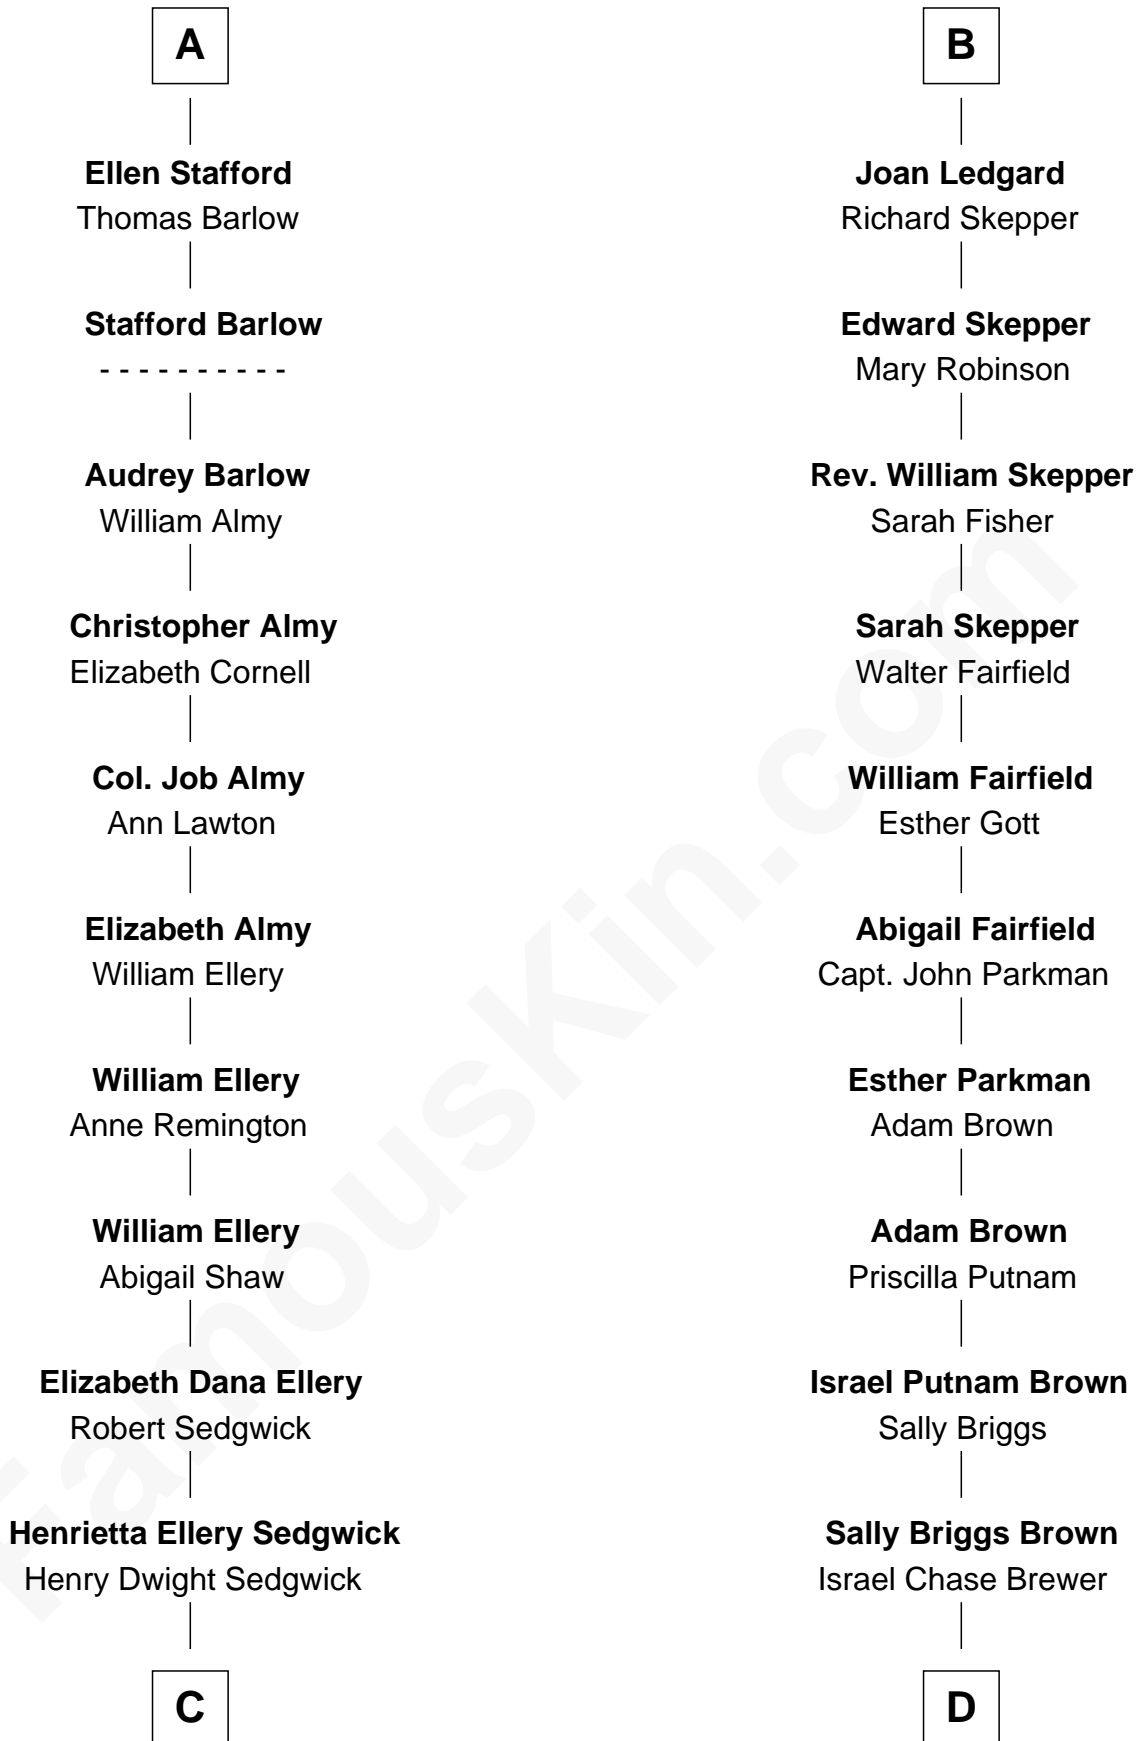 A
Ellen Stafford
Thomas Barlow
Stafford Barlow
- - - - - - - - - -
Audrey Barlow
William Almy
Christopher Almy
Elizabeth Cornell
Col. Job Almy
Ann Lawton
Elizabeth Almy
William Ellery
William Ellery
Anne Remington
William Ellery
Abigail Shaw
Elizabeth Dana Ellery
Robert Sedgwick
Henrietta Ellery Sedgwick
Henry Dwight Sedgwick
C
B
Joan Ledgard
Richard Skepper
Edward Skepper
Mary Robinson
Rev. William Skepper
Sarah Fisher
Sarah Skepper
Walter Fairfield
William Fairfield
Esther Gott
Abigail Fairfield
Capt. John Parkman
Esther Parkman
Adam Brown
Adam Brown
Priscilla Putnam
Israel Putnam Brown
Sally Briggs
Sally Briggs Brown
Israel Chase Brewer
D
FamousKin.com